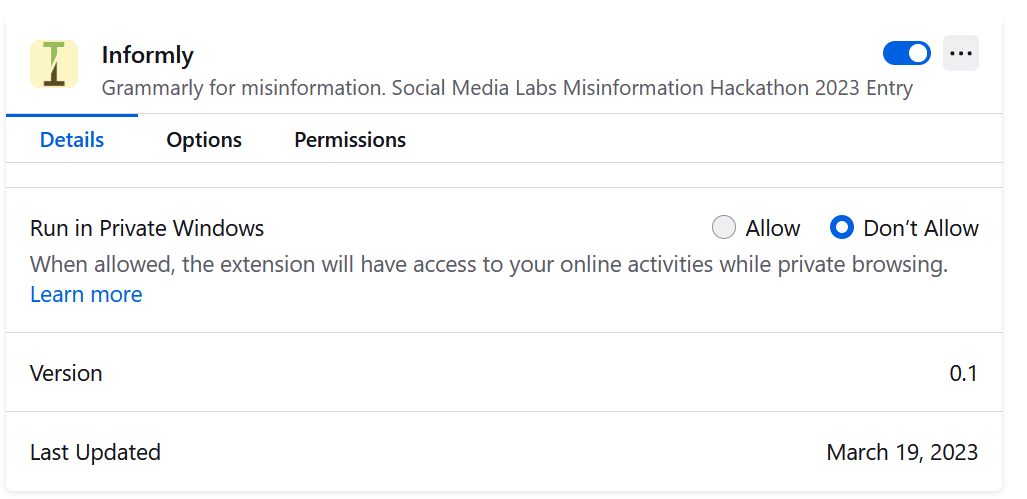 Informly
Grammarly for misinformation. Social Media Labs Misinformation Hackathon 2023 Entry
Details Options Permissions
Run in Private Windows Allow Don't Allow
When allowed, the extension will have access to your online activities while private browsing.
Learn more
Version 0.1
Last Updated March 19, 2023